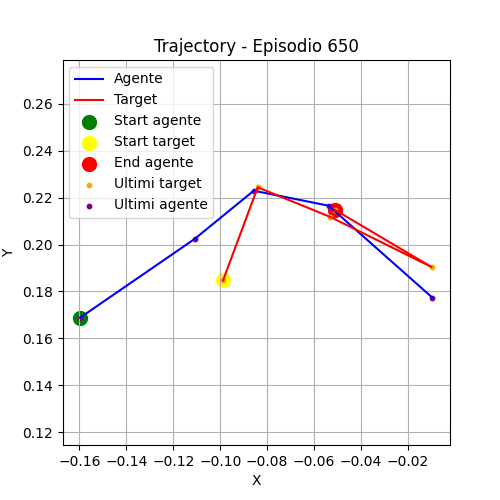 Trajectory - Episodio 650
Agente
Target
Start agente
Start target
End agente
Ultimi target
Ultimi agente
Y
0.26
0.24
0.22
0.20
0.18
0.16
0.14
0.12
−0.16 −0.14 −0.12 −0.10 −0.08 −0.06 −0.04 −0.02
X